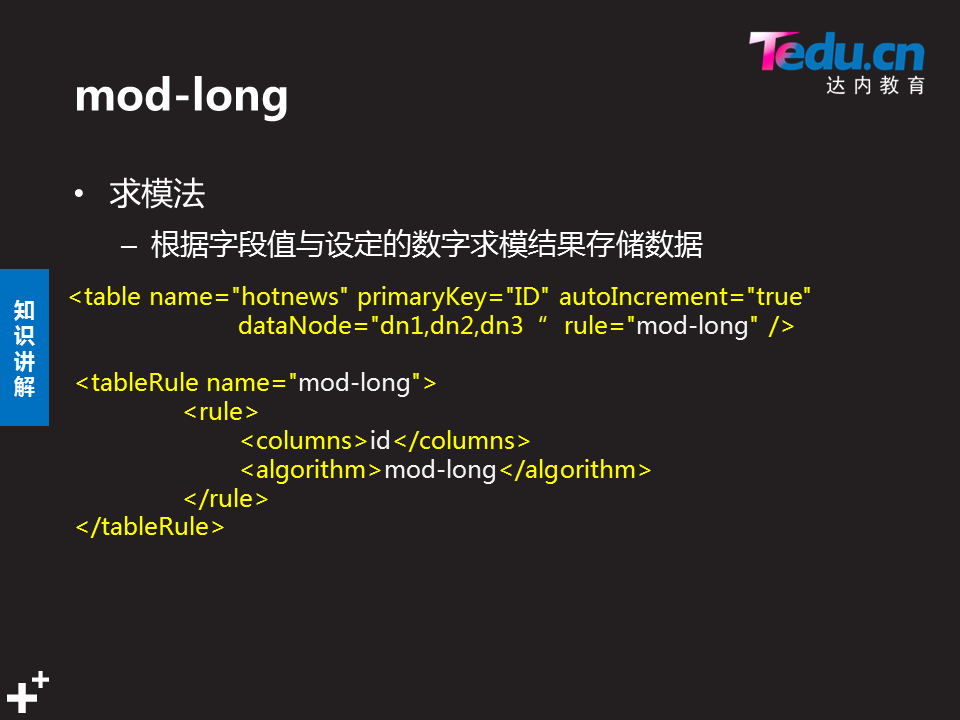 Tedu.cn
达内教育
mod-long
• 求模法
– 根据字段值与设定的数字求模结果存储数据
知识讲解
<table name="hotnews" primaryKey="ID" autoIncrement="true"
dataNode="dn1,dn2,dn3 “ rule="mod-long" />
<tableRule name="mod-long">
<rule>
<columns>id</columns>
<algorithm>mod-long</algorithm>
</rule>
</tableRule>